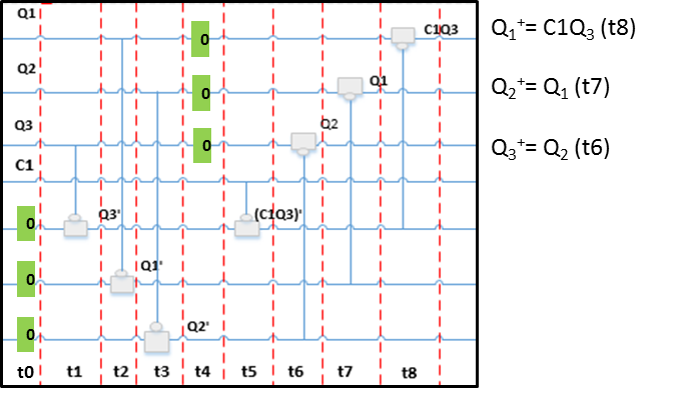 Q1
C1Q3
0
Q₁⁺= C1Q₃ (t8)
Q2
Q1
0
Q₂⁺= Q₁ (t7)
Q3
Q2
0
Q₃⁺= Q₂ (t6)
C1
0
Q3'
(C1Q3)'
0
Q1'
0
Q2'
t0 t1 t2 t3 t4 t5 t6 t7 t8